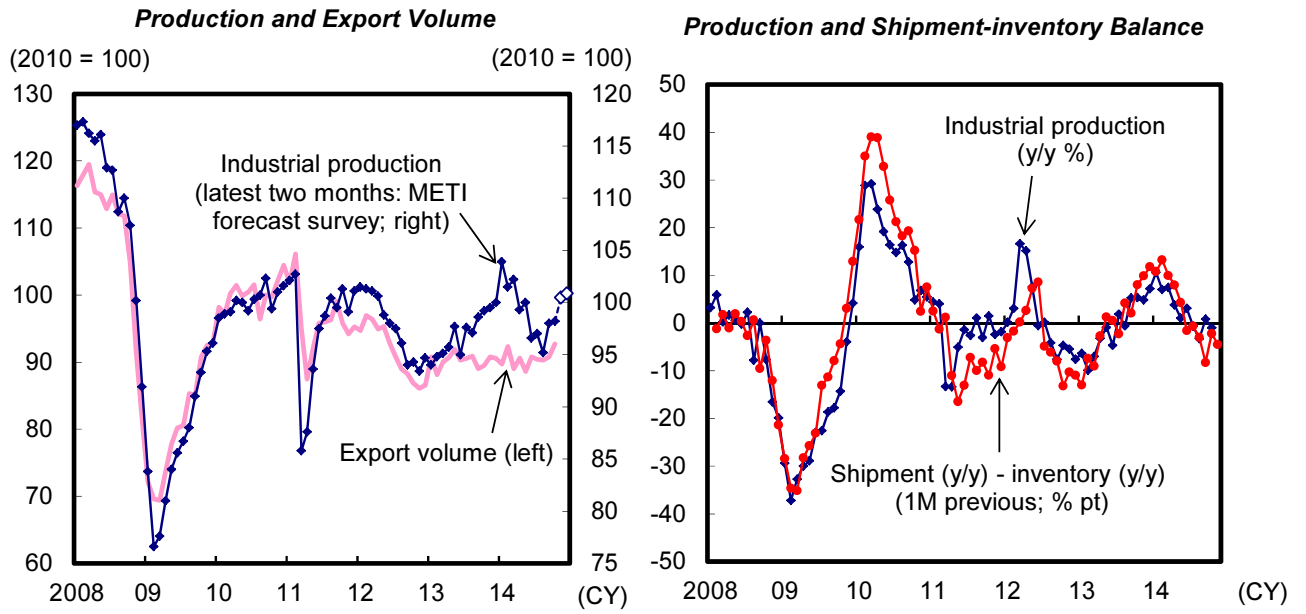 Production and Export Volume
(2010 = 100)
(2010 = 100)
130
120
110
100
90
80
70
60
120
115
110
105
100
95
90
85
80
75
Industrial production
(latest two months: METI
forecast survey; right)
Export volume (left)
2008 09 10 11 12 13 14 (CY)
Production and Shipment-inventory Balance
50
40
30
20
10
0
-10
-20
-30
-40
-50
Industrial production
(y/y %)
Shipment (y/y) - inventory (y/y)
(1M previous; % pt)
2008 09 10 11 12 13 14 (CY)